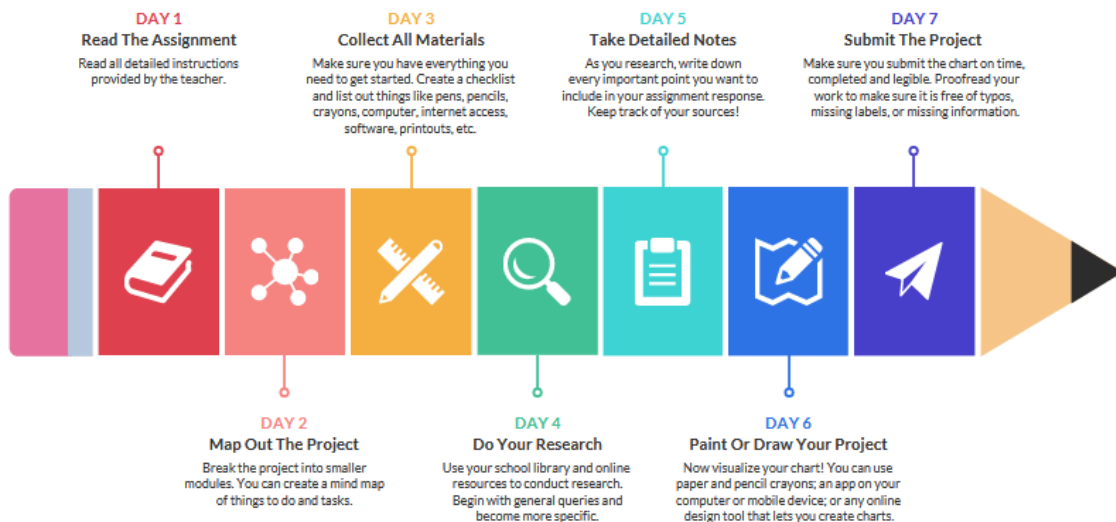 DAY 1
Read The Assignment
Read all detailed instructions
provided by the teacher.
DAY 3
Collect All Materials
Make sure you have everything you
need to get started. Create a checklist
and list out things like pens, pencils,
crayons, computer, internet access,
software, printouts, etc.
DAY 5
Take Detailed Notes
As you research, write down
every important point you want to
include in your assignment response.
Keep track of your sources!
DAY 7
Submit The Project
Make sure you submit the chart on time,
completed and legible. Proofread your
work to make sure it is free of typos,
missing labels, or missing information.
DAY 2
Map Out The Project
Break the project into smaller
modules. You can create a mind map
of things to do and tasks.
DAY 4
Do Your Research
Use your school library and online
resources to conduct research.
Begin with general queries and
become more specific.
DAY 6
Paint Or Draw Your Project
Now visualize your chart! You can use
paper and pencil crayons; an app on your
computer or mobile device; or any online
design tool that lets you create charts.